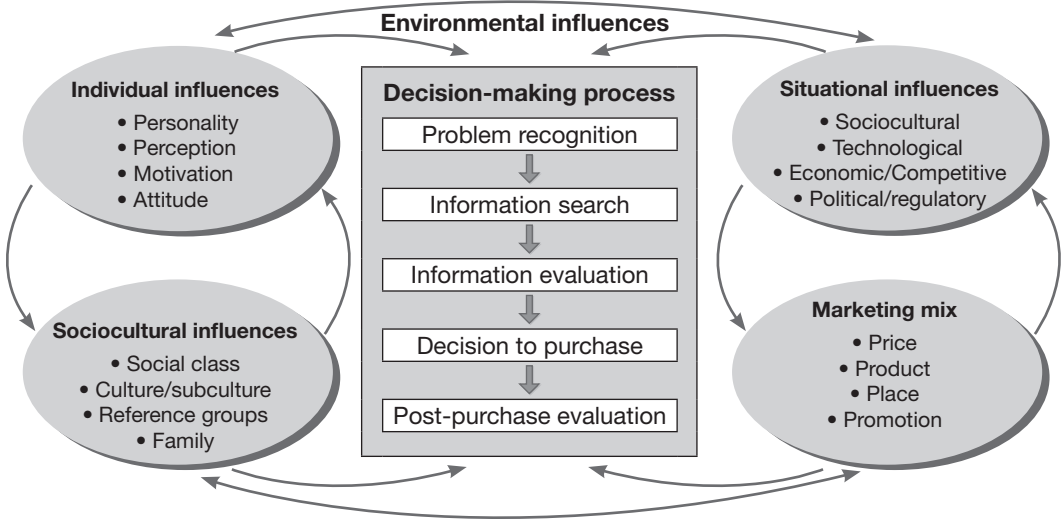 Environmental influences
Individual influences
• Personality
• Perception
• Motivation
• Attitude
Sociocultural influences
• Social class
• Culture/subculture
• Reference groups
• Family
Decision-making process
Problem recognition
Information search
Information evaluation
Decision to purchase
Post-purchase evaluation
Situational influences
• Sociocultural
• Technological
• Economic/Competitive
• Political/regulatory
Marketing mix
• Price
• Product
• Place
• Promotion